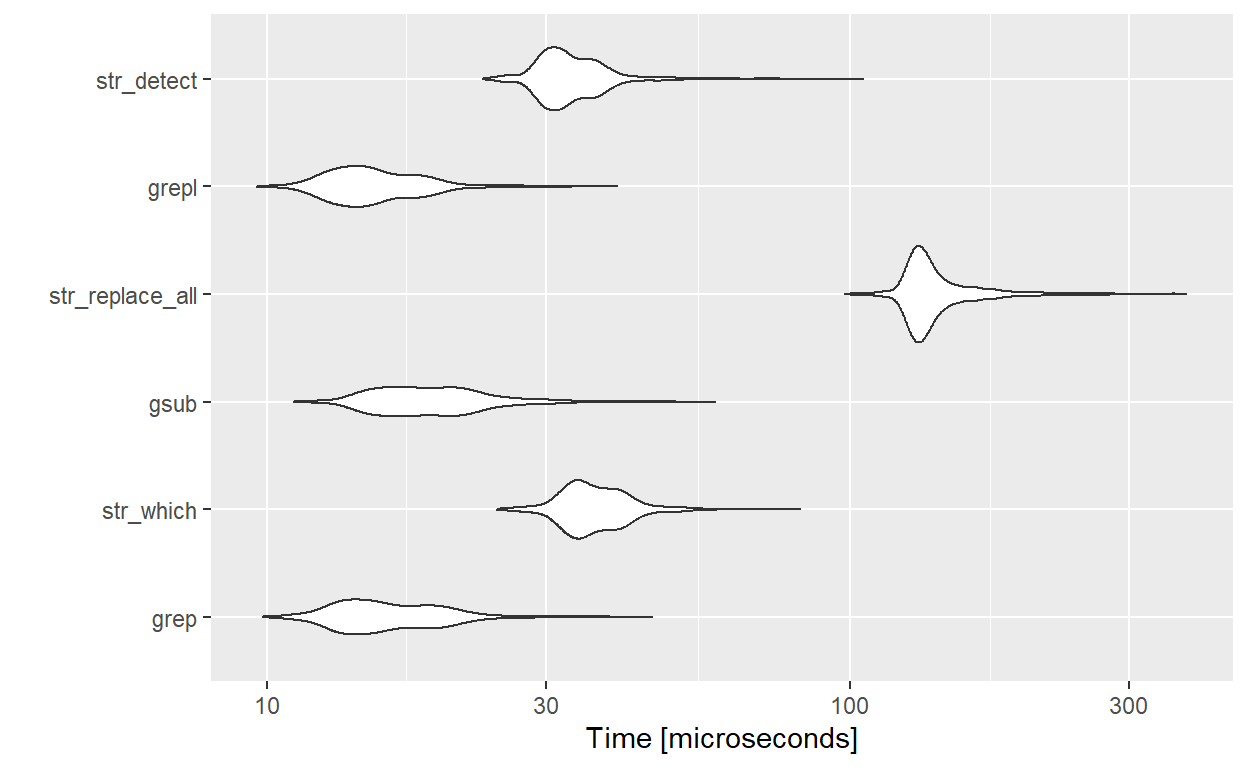 str_detect
grepl
str_replace_all
gsub
str_which
grep
10 30 100 300
Time [microseconds]